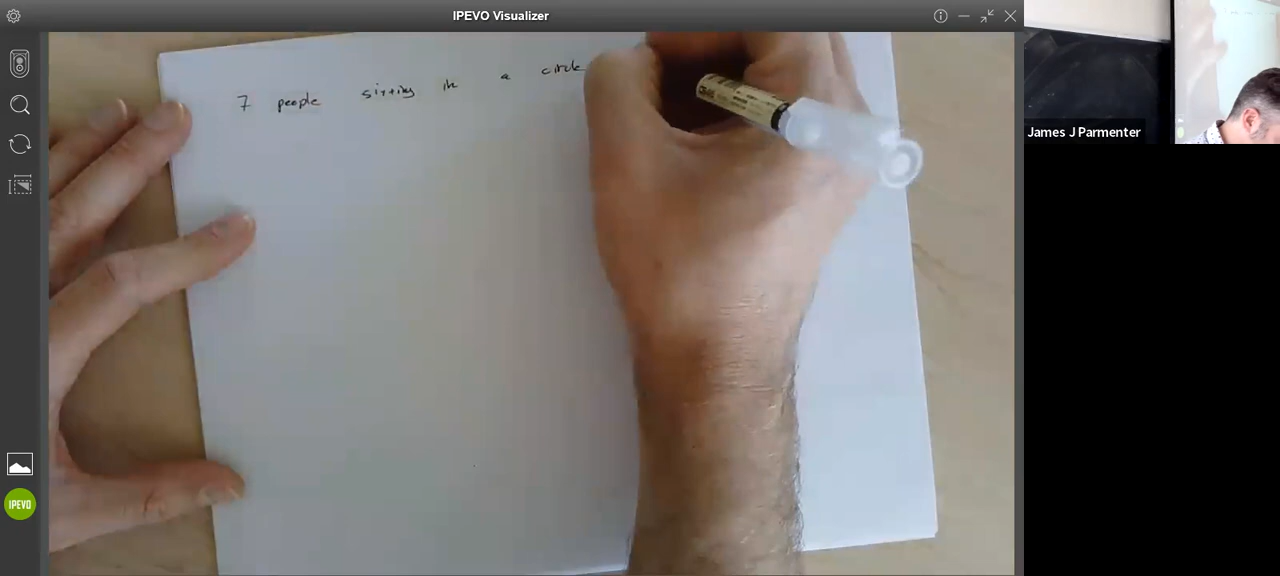 IPEVO Visualizer
7 people sitting in a circle
James J Parmenter
IPEVO